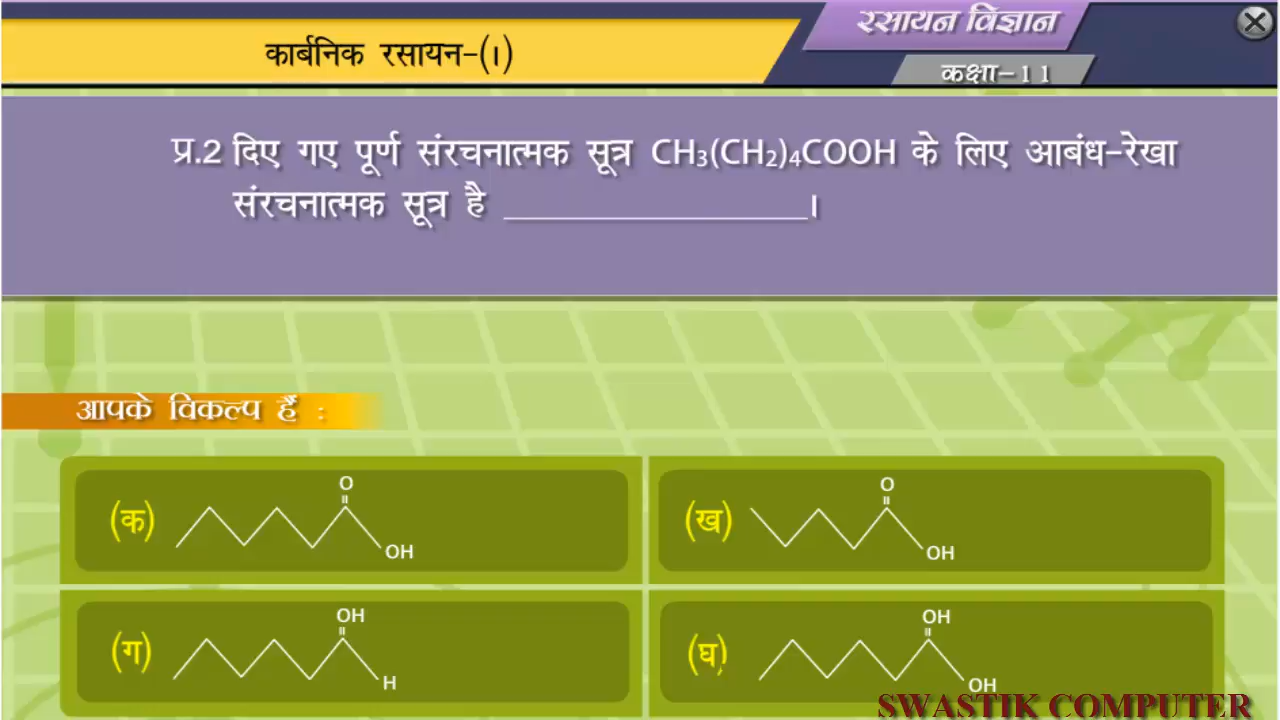 रसायन विज्ञान
कार्बनिक रसायन-(I)
कक्षा-11
प्र.2 दिए गए पूर्ण संरचनात्मक सूत्र CH₃(CH₂)₄COOH के लिए आबंध-रेखा
संरचनात्मक सूत्र है ________________।
आपके विकल्प हैं :
(क)
O
OH
(ख)
O
OH
(ग)
OH
H
(घ)
OH
OH
SWASTIK COMPUTER